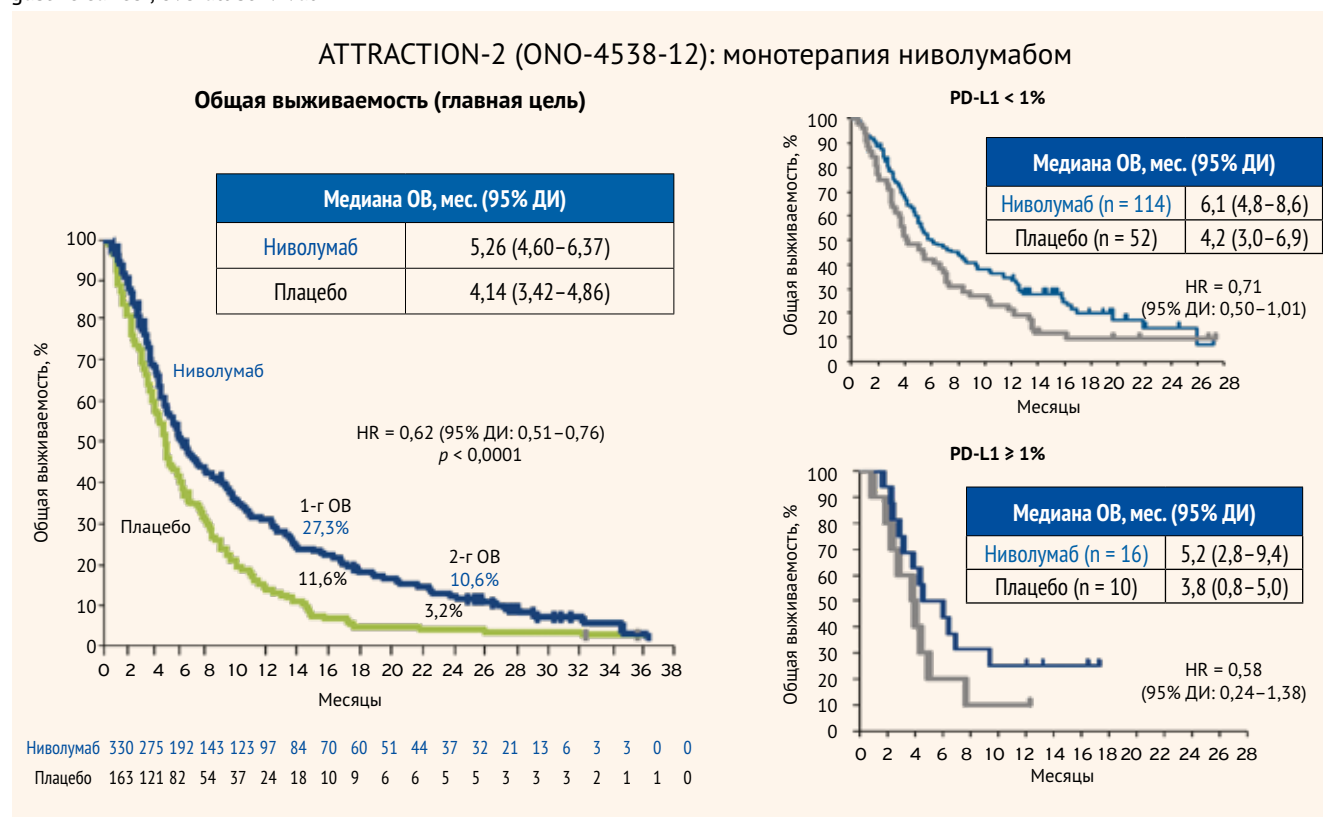 ATTRACTION-2 (ONO-4538-12): монотерапия ниволумабом
Общая выживаемость (главная цель)
Медиана ОВ, мес. (95% ДИ)
Ниволумаб 5,26 (4,60–6,37)
Плацебо 4,14 (3,42–4,86)
Общая выживаемость, %
100
90
80
70
60
50
40
30
20
10
0
Ниволумаб
Плацебо
HR = 0,62 (95% ДИ: 0,51–0,76)
p < 0,0001
1-г ОВ
27,3%
11,6%
2-г ОВ
10,6%
3,2%
0 2 4 6 8 10 12 14 16 18 20 22 24 26 28 30 32 34 36 38
Месяцы
Ниволумаб 330 275 192 143 123 97 84 70 60 51 44 37 32 21 13 6 3 3 0 0
Плацебо 163 121 82 54 37 24 18 10 9 6 6 5 5 3 3 3 2 1 1 0
PD-L1 < 1%
Общая выживаемость, %
100
90
80
70
60
50
40
30
20
10
0
Медиана ОВ, мес. (95% ДИ)
Ниволумаб (n = 114) 6,1 (4,8–8,6)
Плацебо (n = 52) 4,2 (3,0–6,9)
HR = 0,71
(95% ДИ: 0,50–1,01)
0 2 4 6 8 10 12 14 16 18 20 22 24 26 28
Месяцы
PD-L1 ⩾ 1%
Общая выживаемость, %
100
90
80
70
60
50
40
30
20
10
0
Медиана ОВ, мес. (95% ДИ)
Ниволумаб (n = 16) 5,2 (2,8–9,4)
Плацебо (n = 10) 3,8 (0,8–5,0)
HR = 0,58
(95% ДИ: 0,24–1,38)
0 2 4 6 8 10 12 14 16 18 20 22 24 26 28
Месяцы